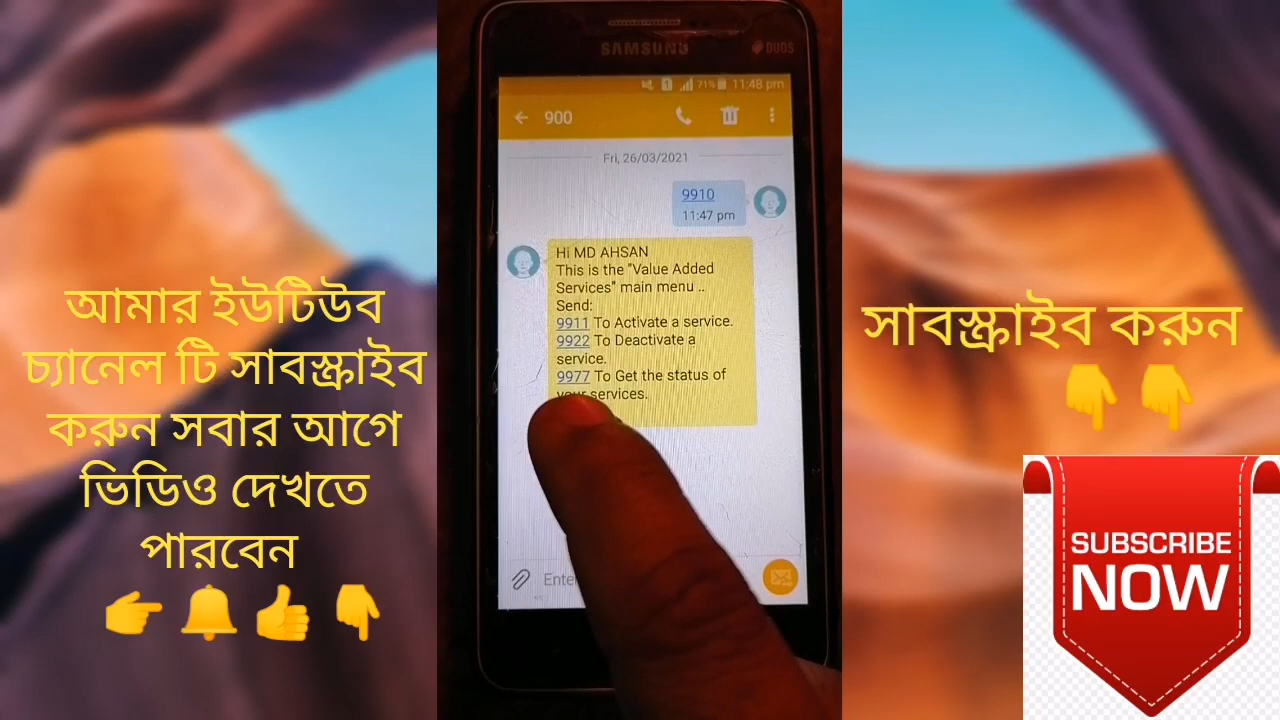 আমার ইউটিউব
চ্যানেল টি সাবস্ক্রাইব
করুন সবার আগে
ভিডিও দেখতে
পারবেন
SAMSUNG
DUOS
71% 11:48 pm
900
Fri, 26/03/2021
9910
11:47 pm
Hi MD AHSAN
This is the "Value Added
Services" main menu ..
Send:
9911 To Activate a service.
9922 To Deactivate a
service.
9977 To Get the status of
your services.
Ente
সাবস্ক্রাইব করুন
SUBSCRIBE
NOW